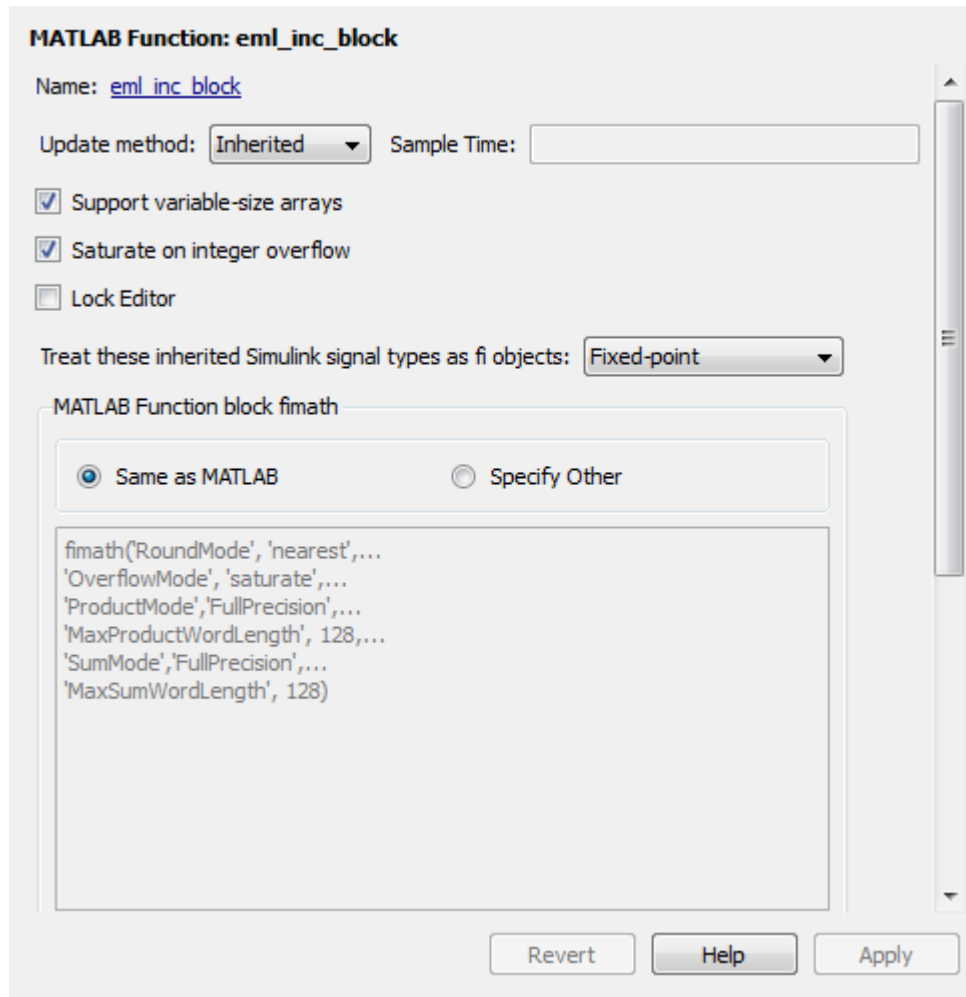 MATLAB Function: eml_inc_block
Name: eml_inc_block
Update method: Inherited Sample Time:
Support variable-size arrays
Saturate on integer overflow
Lock Editor
Treat these inherited Simulink signal types as fi objects: Fixed-point
MATLAB Function block fimath
Same as MATLAB Specify Other
fimath('RoundMode', 'nearest',...
'OverflowMode', 'saturate',...
'ProductMode','FullPrecision',...
'MaxProductWordLength', 128,...
'SumMode','FullPrecision',...
'MaxSumWordLength', 128)
Revert Help Apply